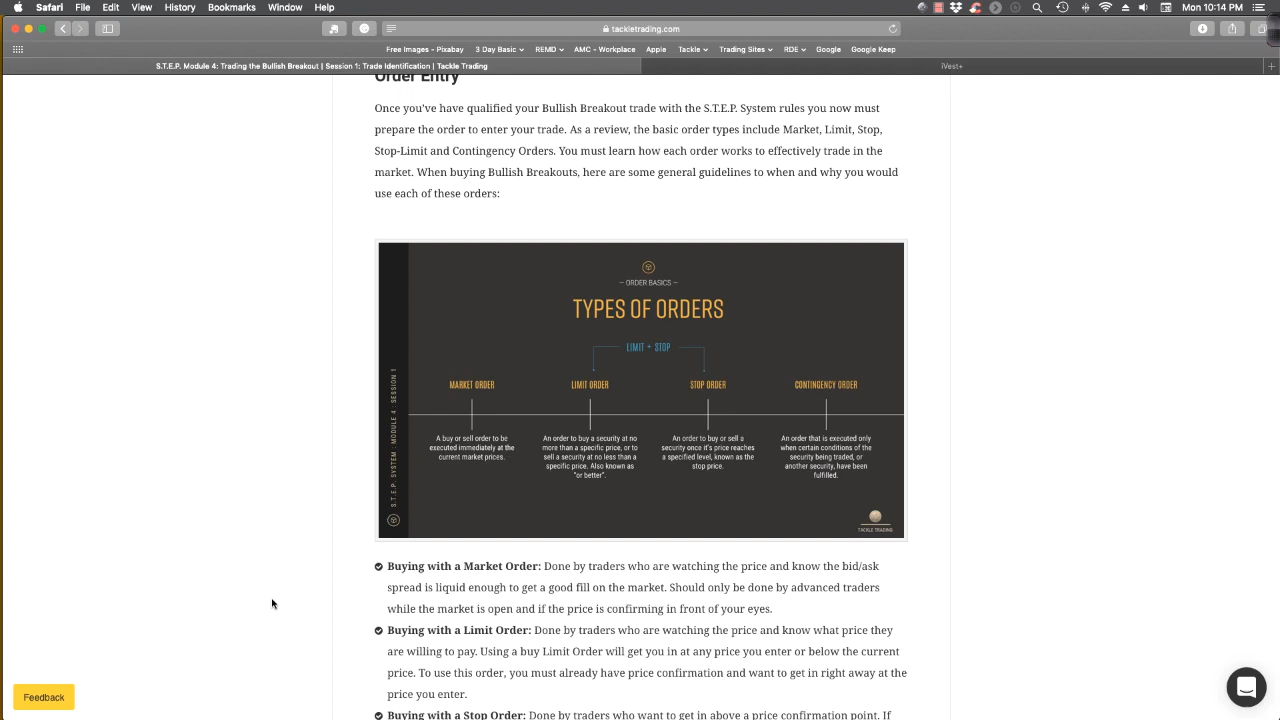 Safari File Edit View History Bookmarks Develop Window Help
Mon 10:14 PM
tackletrading.com
Free Images - Pixabay 3 Day Basic REMD AMC - Workplace Apple Tackle Trading Sites RDE Google Google Keep
S.T.E.P. Module 4: Trading the Bullish Breakout | Session 1: Trade Identification | Tackle Trading
iVest+
Order Entry
Once you’ve have qualified your Bullish Breakout trade with the S.T.E.P. System rules you now must
prepare the order to enter your trade. As a review, the basic order types include Market, Limit, Stop,
Stop-Limit and Contingency Orders. You must learn how each order works to effectively trade in the
market. When buying Bullish Breakouts, here are some general guidelines to when and why you would
use each of these orders:
– ORDER BASICS –
TYPES OF ORDERS
LIMIT + STOP
MARKET ORDER LIMIT ORDER STOP ORDER CONTINGENCY ORDER
A buy or sell order to be
executed immediately at the
current market prices.
An order to buy a security at no
more than a specific price, or to
sell a security at no less than a
specific price. Also known as
"or better".
An order to buy or sell a
security once it's price reaches
a specified level, known as the
stop price.
An order that is executed only
when certain conditions of the
security being traded, or
another security, have been
fulfilled.
S.T.E.P. SYSTEM : MODULE 4 : SESSION 1
TACKLE TRADING
Buying with a Market Order: Done by traders who are watching the price and know the bid/ask
spread is liquid enough to get a good fill on the market. Should only be done by advanced traders
while the market is open and if the price is confirming in front of your eyes.
Buying with a Limit Order: Done by traders who are watching the price and know what price they
are willing to pay. Using a buy Limit Order will get you in at any price you enter or below the current
price. To use this order, you must already have price confirmation and want to get in right away at the
price you enter.
Buying with a Stop Order: Done by traders who want to get in above a price confirmation point. If
Feedback